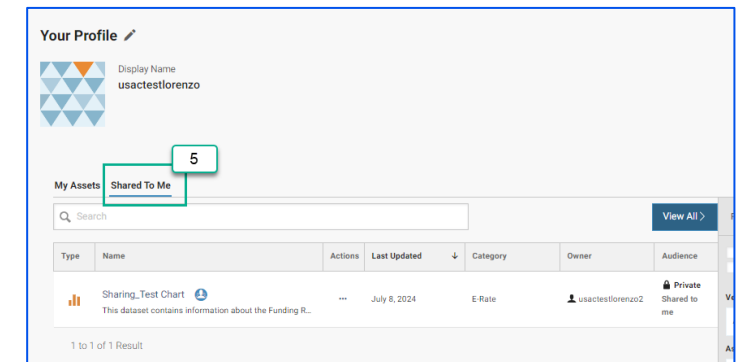 Your Profile
Display Name
usactestlorenzo
5
My Assets Shared To Me
Search
View All
Type Name Actions Last Updated Category Owner Audience
Sharing_Test Chart ... July 8, 2024 E-Rate usactestlorenzo2 Private
Shared to
me
This dataset contains information about the Funding R...
1 to 1 of 1 Result